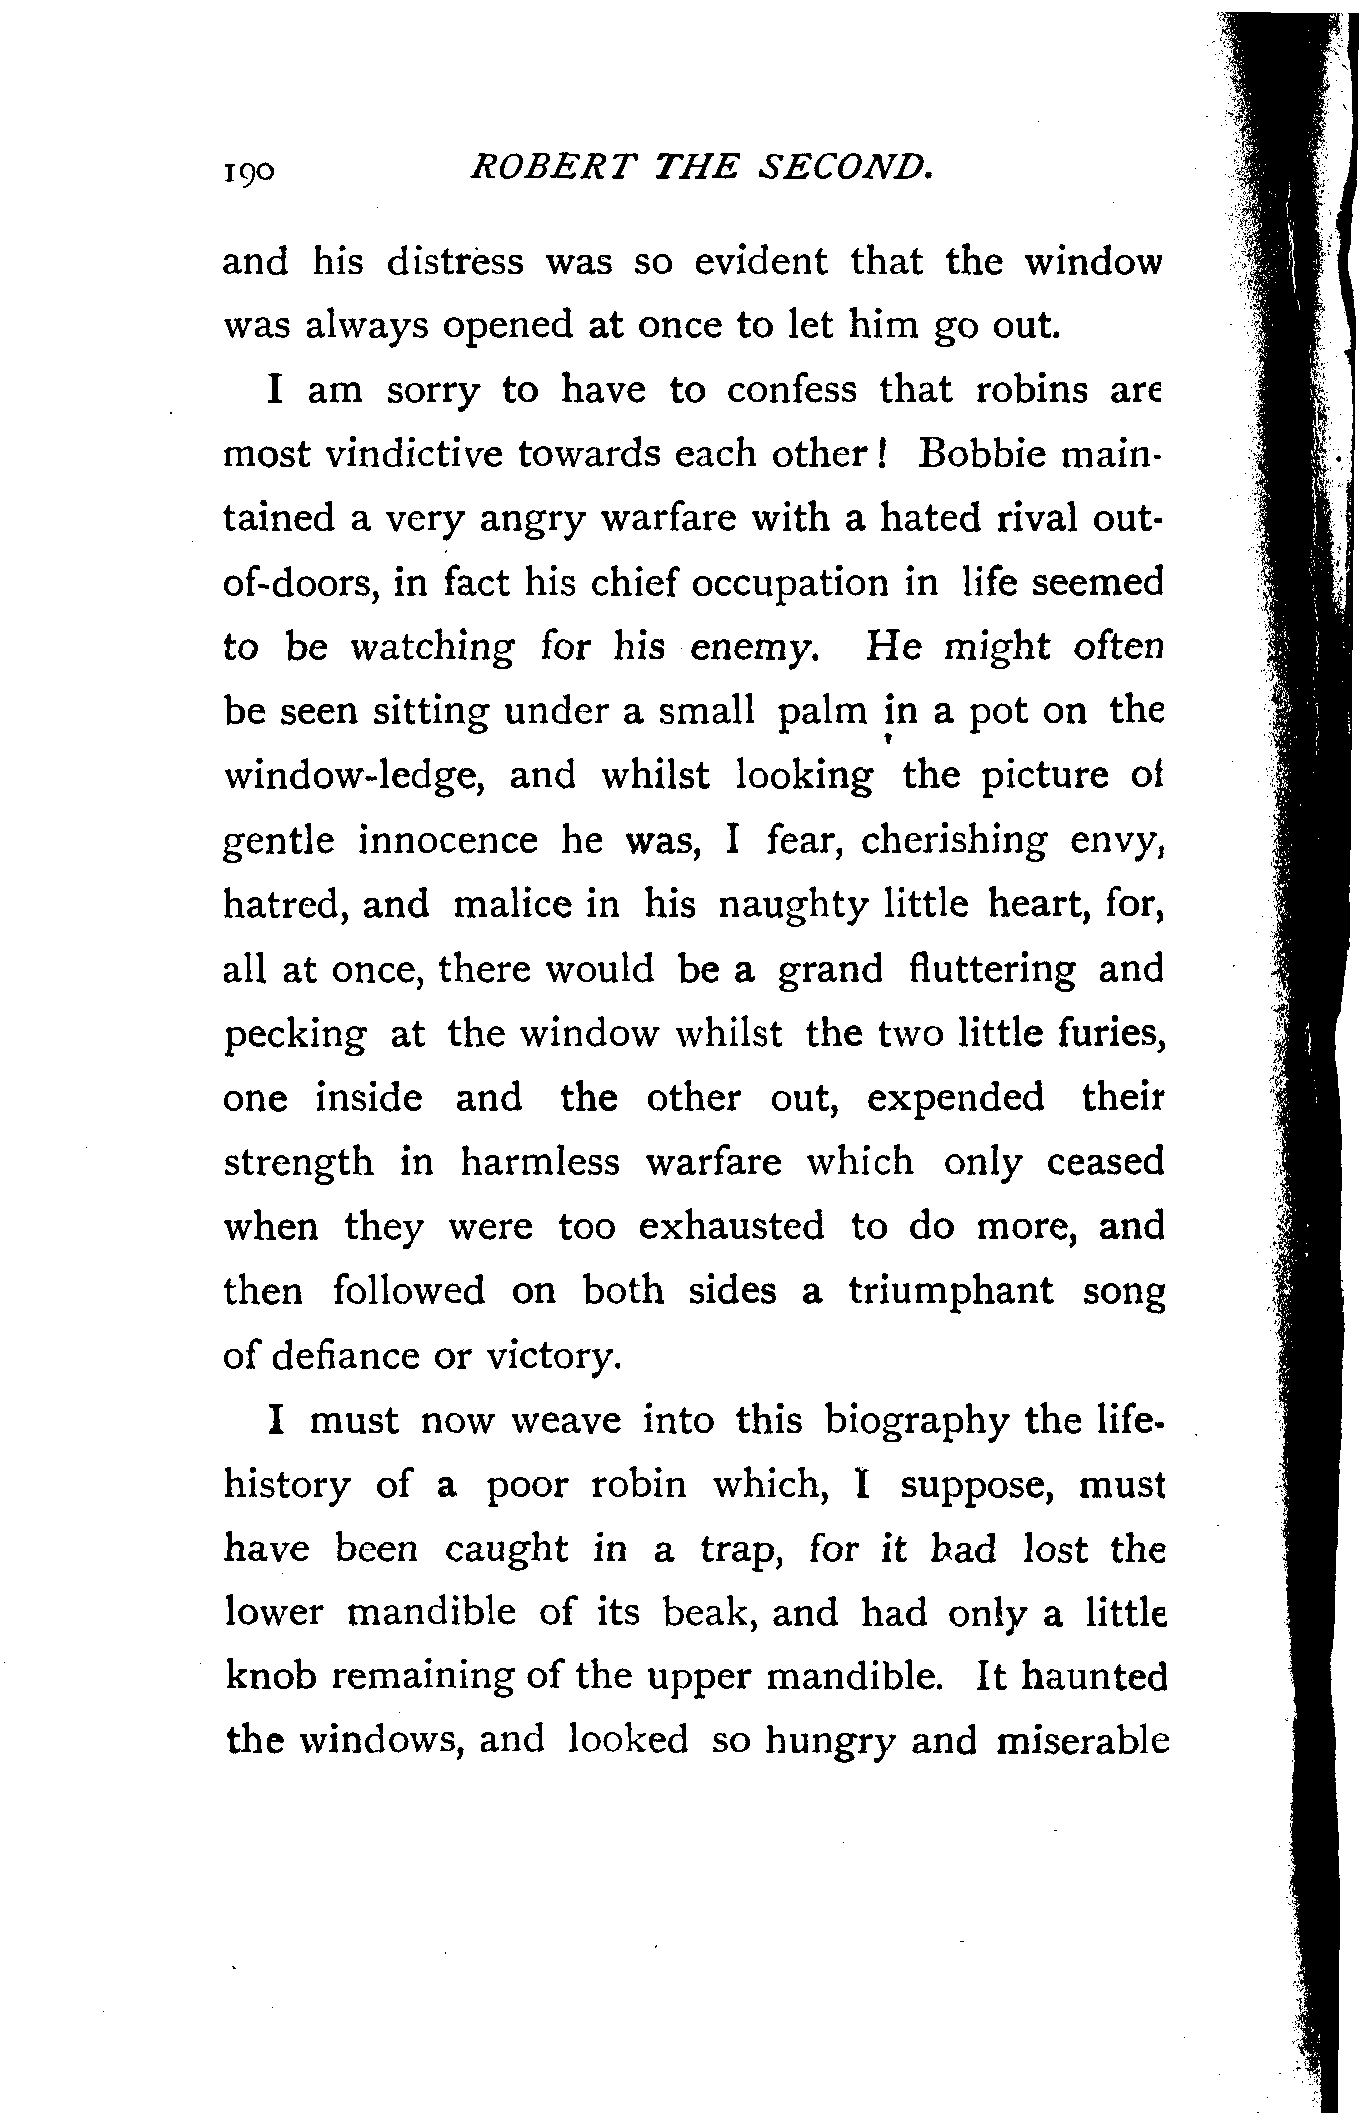 190 ROBERT THE SECOND.
and his distress was so evident that the window
was always opened at once to let him go out.
I am sorry to have to confess that robins are
most vindictive towards each other! Bobbie main-
tained a very angry warfare with a hated rival out-
of-doors, in fact his chief occupation in life seemed
to be watching for his enemy. He might often
be seen sitting under a small palm in a pot on the
window-ledge, and whilst looking the picture of
gentle innocence he was, I fear, cherishing envy,
hatred, and malice in his naughty little heart, for,
all at once, there would be a grand fluttering and
pecking at the window whilst the two little furies,
one inside and the other out, expended their
strength in harmless warfare which only ceased
when they were too exhausted to do more, and
then followed on both sides a triumphant song
of defiance or victory.
I must now weave into this biography the life-
history of a poor robin which, I suppose, must
have been caught in a trap, for it had lost the
lower mandible of its beak, and had only a little
knob remaining of the upper mandible. It haunted
the windows, and looked so hungry and miserable